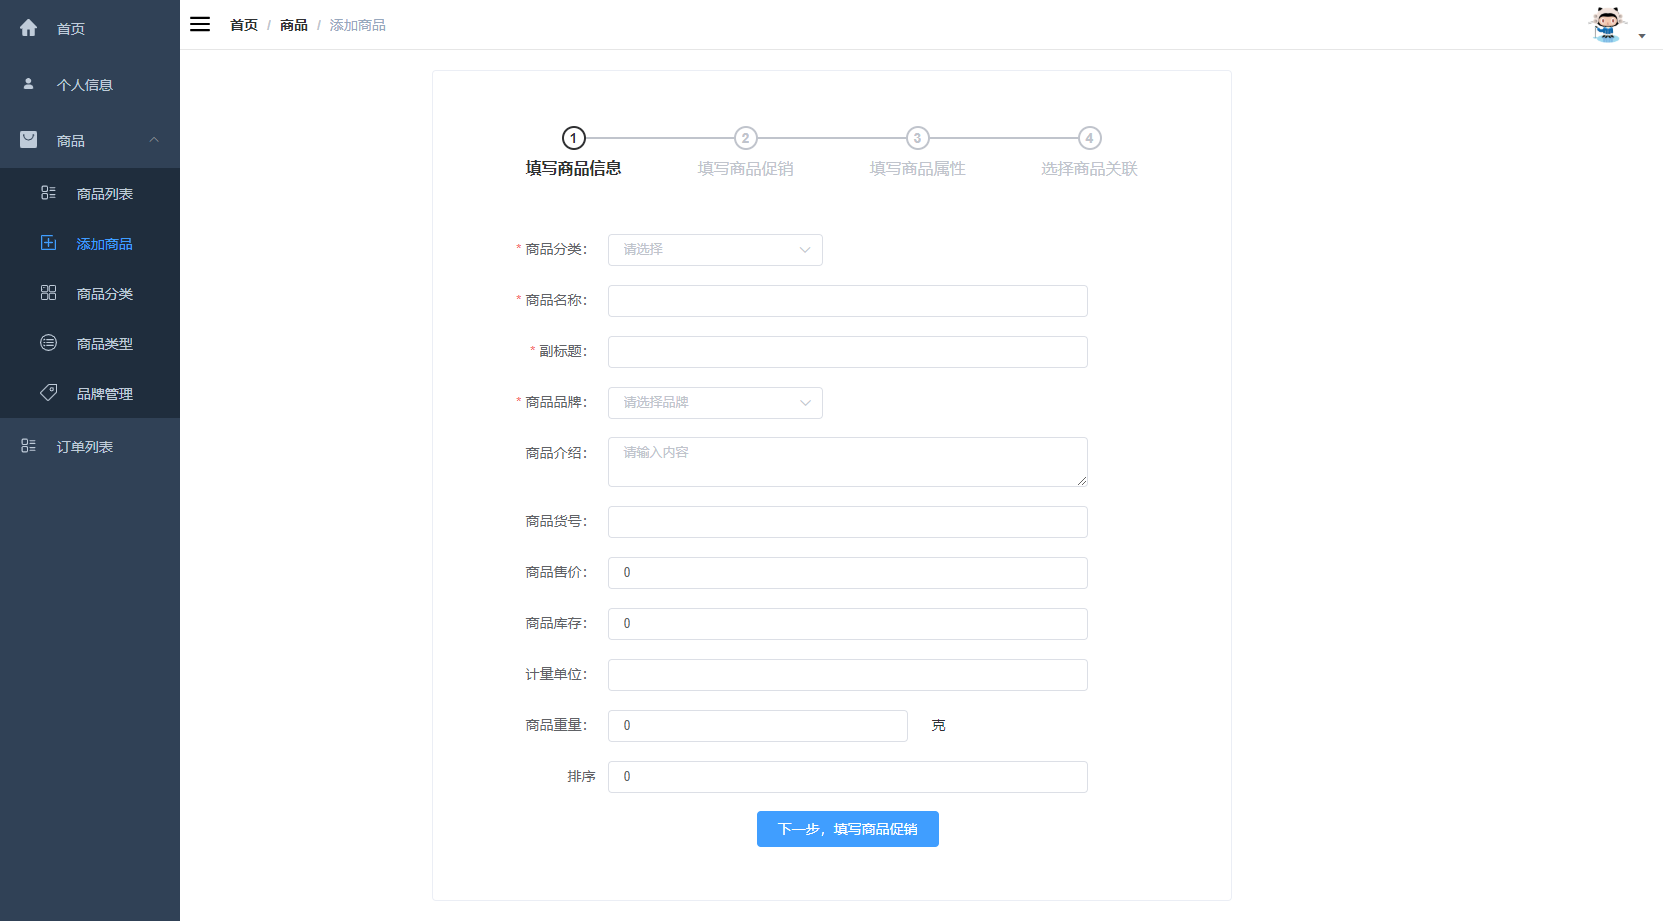 首页
个人信息
商品
商品列表
添加商品
商品分类
商品类型
品牌管理
订单列表
首页 / 商品 / 添加商品
1 2 3 4
填写商品信息 填写商品促销 填写商品属性 选择商品关联
* 商品分类： 请选择
* 商品名称：
* 副标题：
* 商品品牌： 请选择品牌
商品介绍： 请输入内容
商品货号：
商品售价： 0
商品库存： 0
计量单位：
商品重量： 0 克
排序 0
下一步，填写商品促销